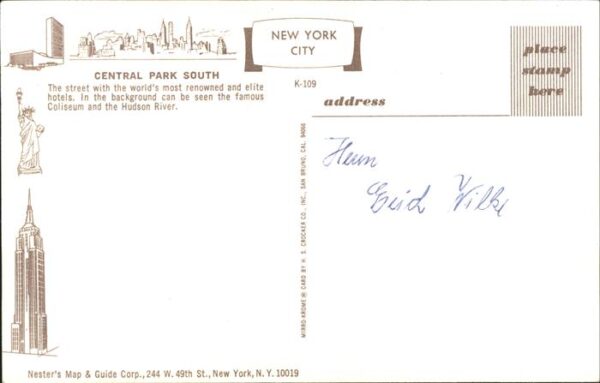 NEW YORK
CITY
place
stamp
here
CENTRAL PARK SOUTH
The street with the world's most renowned and elite
hotels. In the background can be seen the famous
Coliseum and the Hudson River.
K-109
address
Herrn
Wilke
MIRRO-KROME® CARD BY H. S. CROCKER CO., INC., SAN BRUNO, CAL. 94066
Nester's Map & Guide Corp., 244 W. 49th St., New York, N.Y. 10019